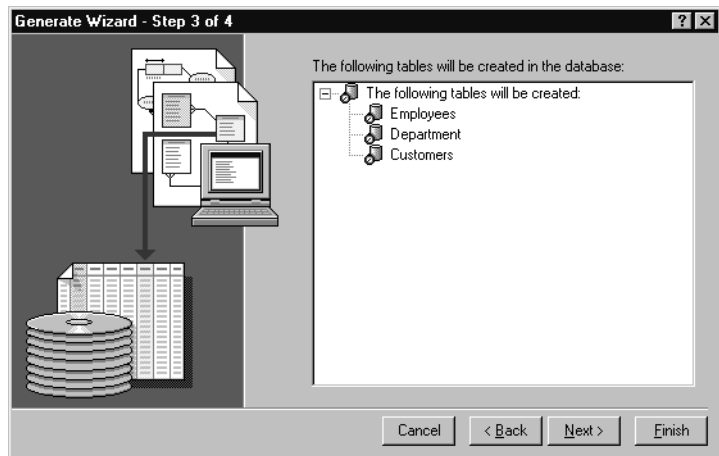 Generate Wizard - Step 3 of 4
The following tables will be created in the database:
The following tables will be created:
Employees
Department
Customers
Cancel
< Back
Next >
Finish